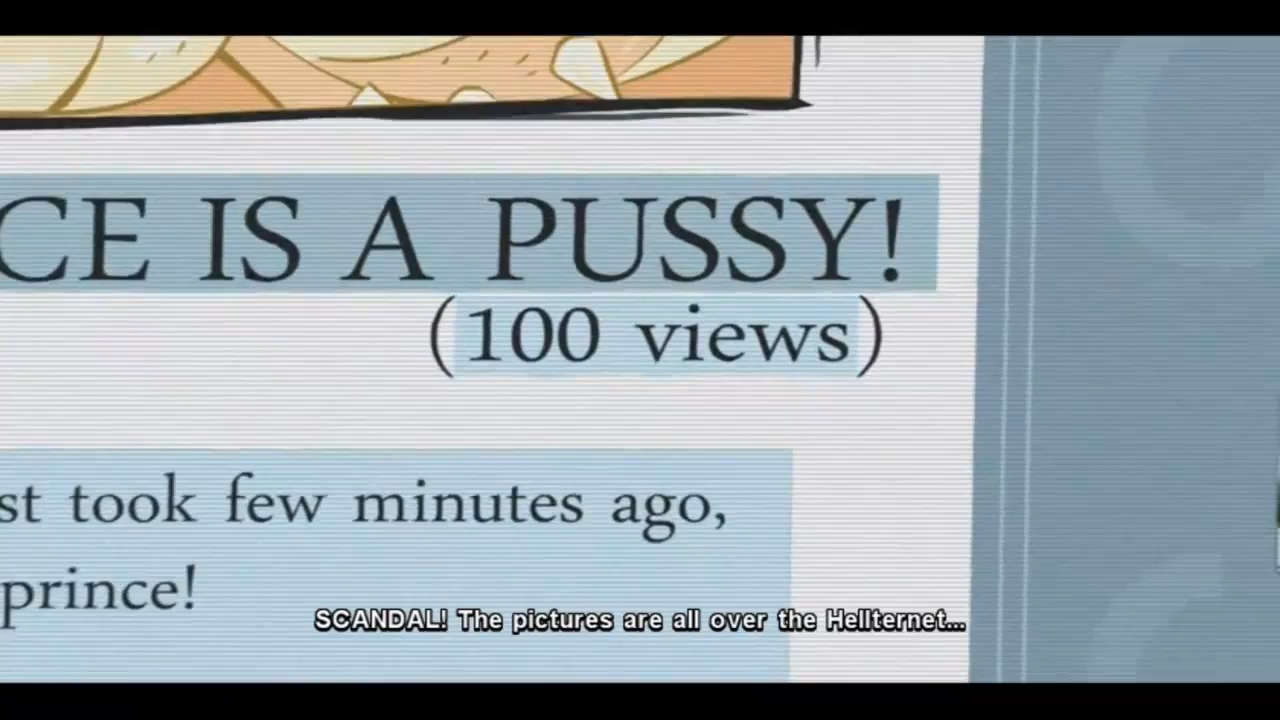 CE IS A PUSSY!
(100 views)
st took few minutes ago,
prince!
SCANDAL! The pictures are all over the Hellternet...